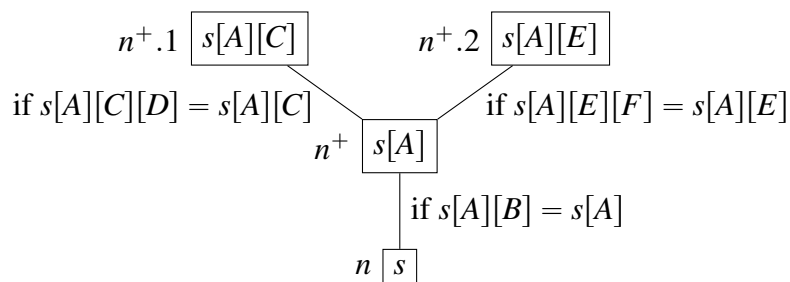 n⁺.1 s[A][C] n⁺.2 s[A][E]
if s[A][C][D] = s[A][C] if s[A][E][F] = s[A][E]
n⁺ s[A]
if s[A][B] = s[A]
n s